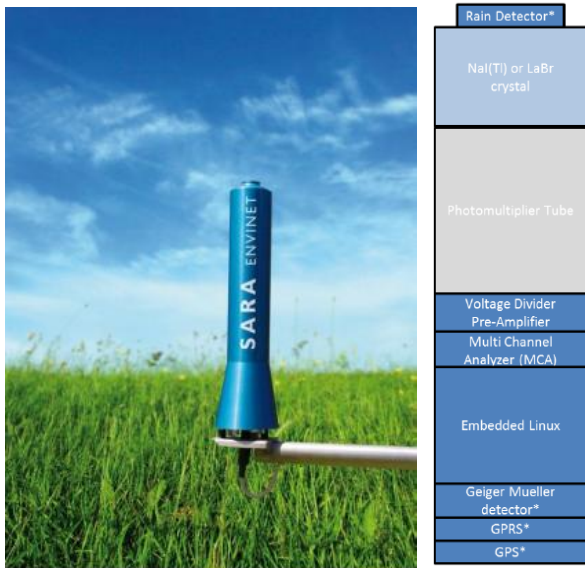 SARA ENVINET
Rain Detector*
NaI(Tl) or LaBr
crystal
Photomultiplier Tube
Voltage Divider
Pre-Amplifier
Multi Channel
Analyzer (MCA)
Embedded Linux
Geiger Mueller
detector*
GPRS*
GPS*